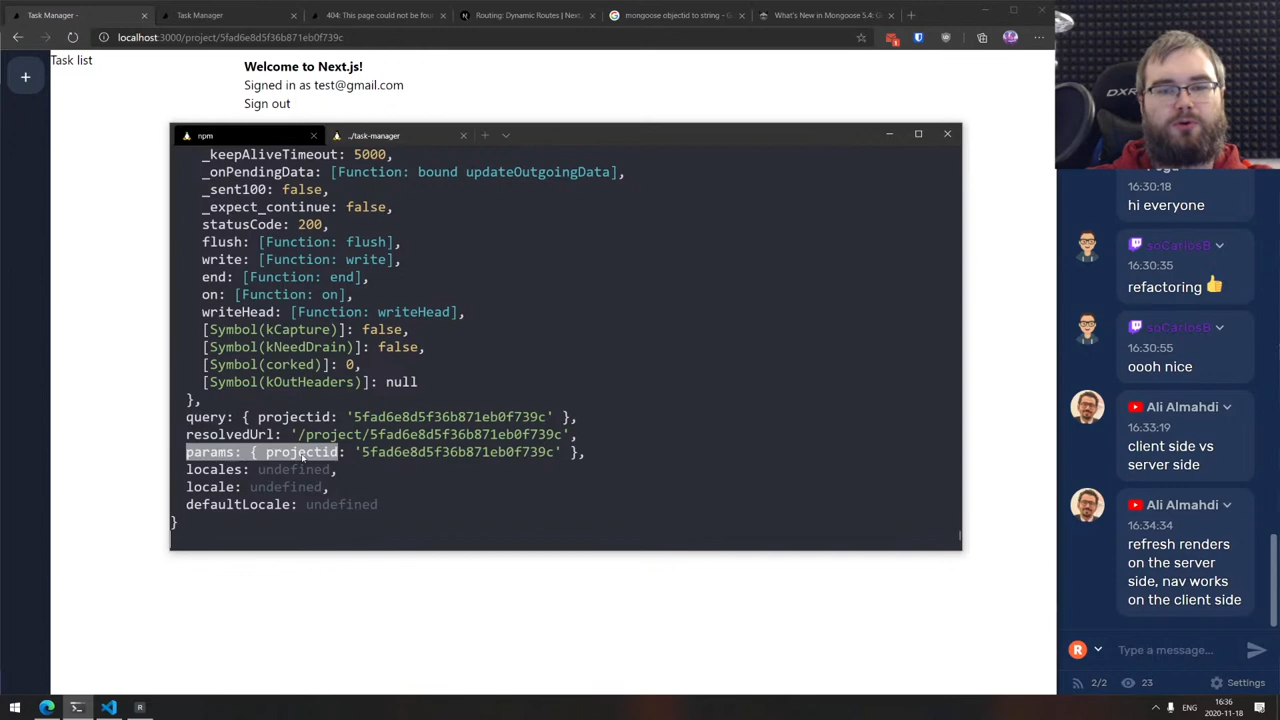 Task Manager -
Task Manager
404: This page could not be fou
Routing: Dynamic Routes | Next.
mongoose objectid to string - G
What's New in Mongoose 5.4: G
localhost:3000/project/5fad6e8d5f36b871eb0f739c
Task list
Welcome to Next.js!
Signed in as test@gmail.com
Sign out
npm
../task-manager
_keepAliveTimeout: 5000,
_onPendingData: [Function: bound updateOutgoingData],
_sent100: false,
_expect_continue: false,
statusCode: 200,
flush: [Function: flush],
write: [Function: write],
end: [Function: end],
on: [Function: on],
writeHead: [Function: writeHead],
[Symbol(kCapture)]: false,
[Symbol(kNeedDrain)]: false,
[Symbol(corked)]: 0,
[Symbol(kOutHeaders)]: null
},
query: { projectid: '5fad6e8d5f36b871eb0f739c' },
resolvedUrl: '/project/5fad6e8d5f36b871eb0f739c',
params: { projectid: '5fad6e8d5f36b871eb0f739c' },
locales: undefined,
locale: undefined,
defaultLocale: undefined
}
DXR
16:30:18
hi everyone
soCarlosB
16:30:35
refactoring 👍
soCarlosB
16:30:55
oooh nice
Ali Almahdi
16:33:19
client side vs
server side
Ali Almahdi
16:34:34
refresh renders
on the server
side, nav works
on the client side
R
Type a message...
2/2
23
Settings
ENG
16:36
2020-11-18